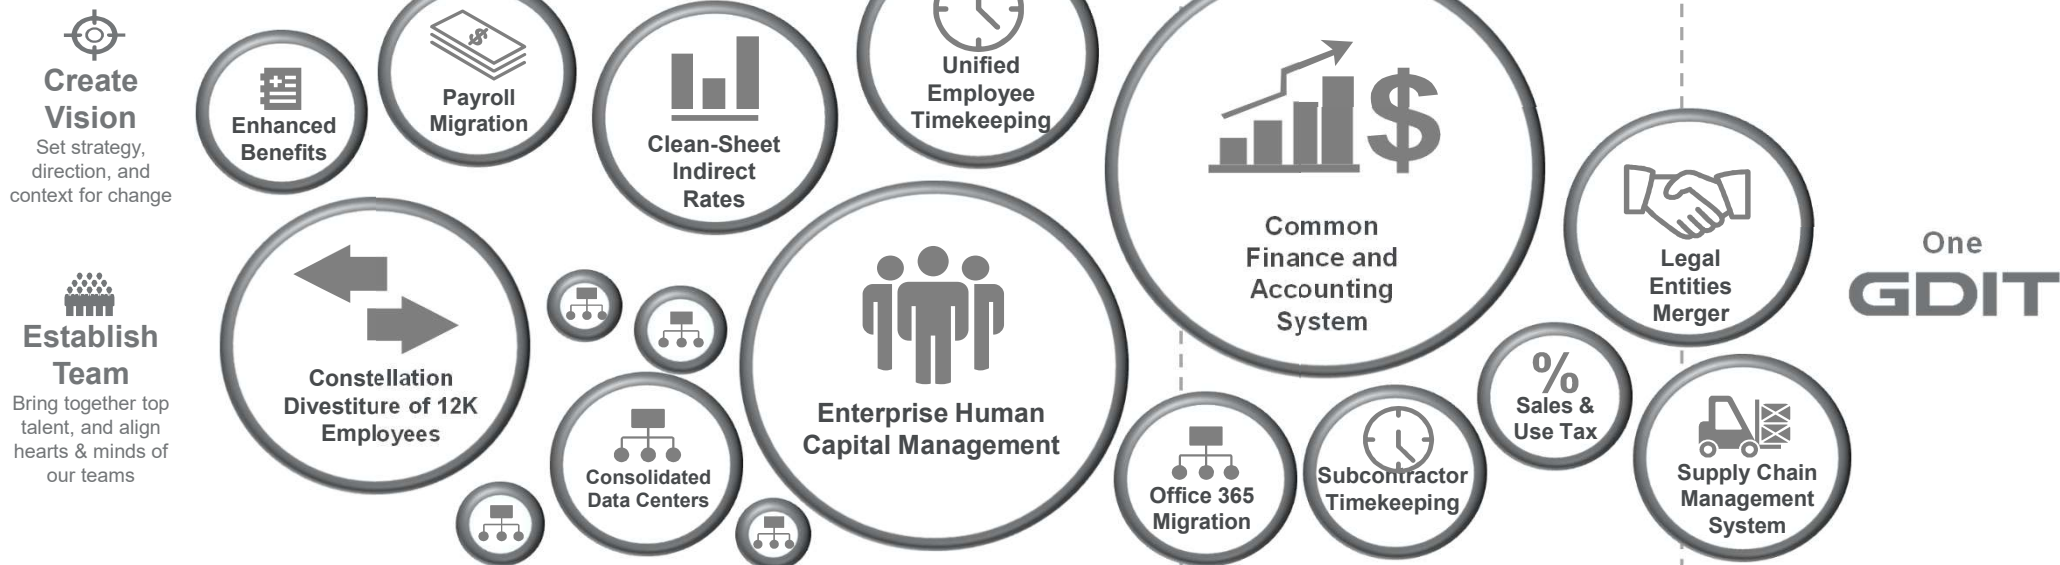 Create
Vision
Set strategy,
direction, and
context for change
Establish
Team
Bring together top
talent, and align
hearts & minds of
our teams
Enhanced
Benefits
Payroll
Migration
Clean-Sheet
Indirect
Rates
Unified
Employee
Timekeeping
$
Common
Finance and
Accounting
System
Legal
Entities
Merger
One
GDIT
Constellation
Divestiture of 12K
Employees
Consolidated
Data Centers
Enterprise Human
Capital Management
Office 365
Migration
Subcontractor
Timekeeping
%
Sales &
Use Tax
Supply Chain
Management
System